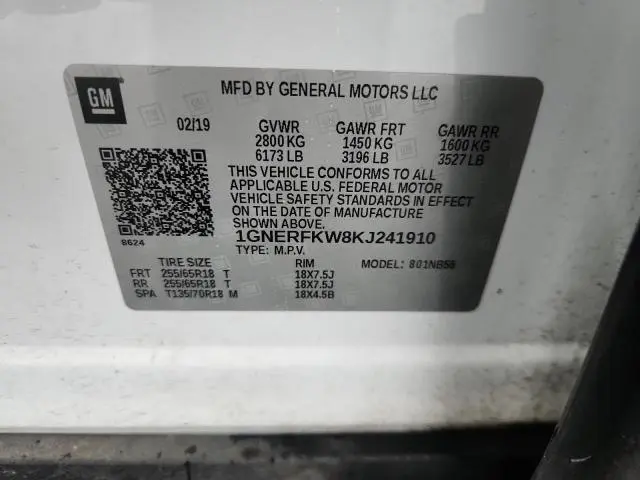 GM
MFD BY GENERAL MOTORS LLC
02/19 GVWR GAWR FRT GAWR RR
2800 KG 1450 KG 1600 KG
6173 LB 3196 LB 3527 LB
THIS VEHICLE CONFORMS TO ALL
APPLICABLE U.S. FEDERAL MOTOR
VEHICLE SAFETY STANDARDS IN EFFECT
ON THE DATE OF MANUFACTURE
SHOWN ABOVE.
8624
1GNERFKW8KJ241910
TYPE: M.P.V. MODEL: 801NB56
TIRE SIZE RIM
FRT 255/65R18 T 18X7.5J
RR 255/65R18 T 18X7.5J
SPA T135/70R18 M 18X4.5B